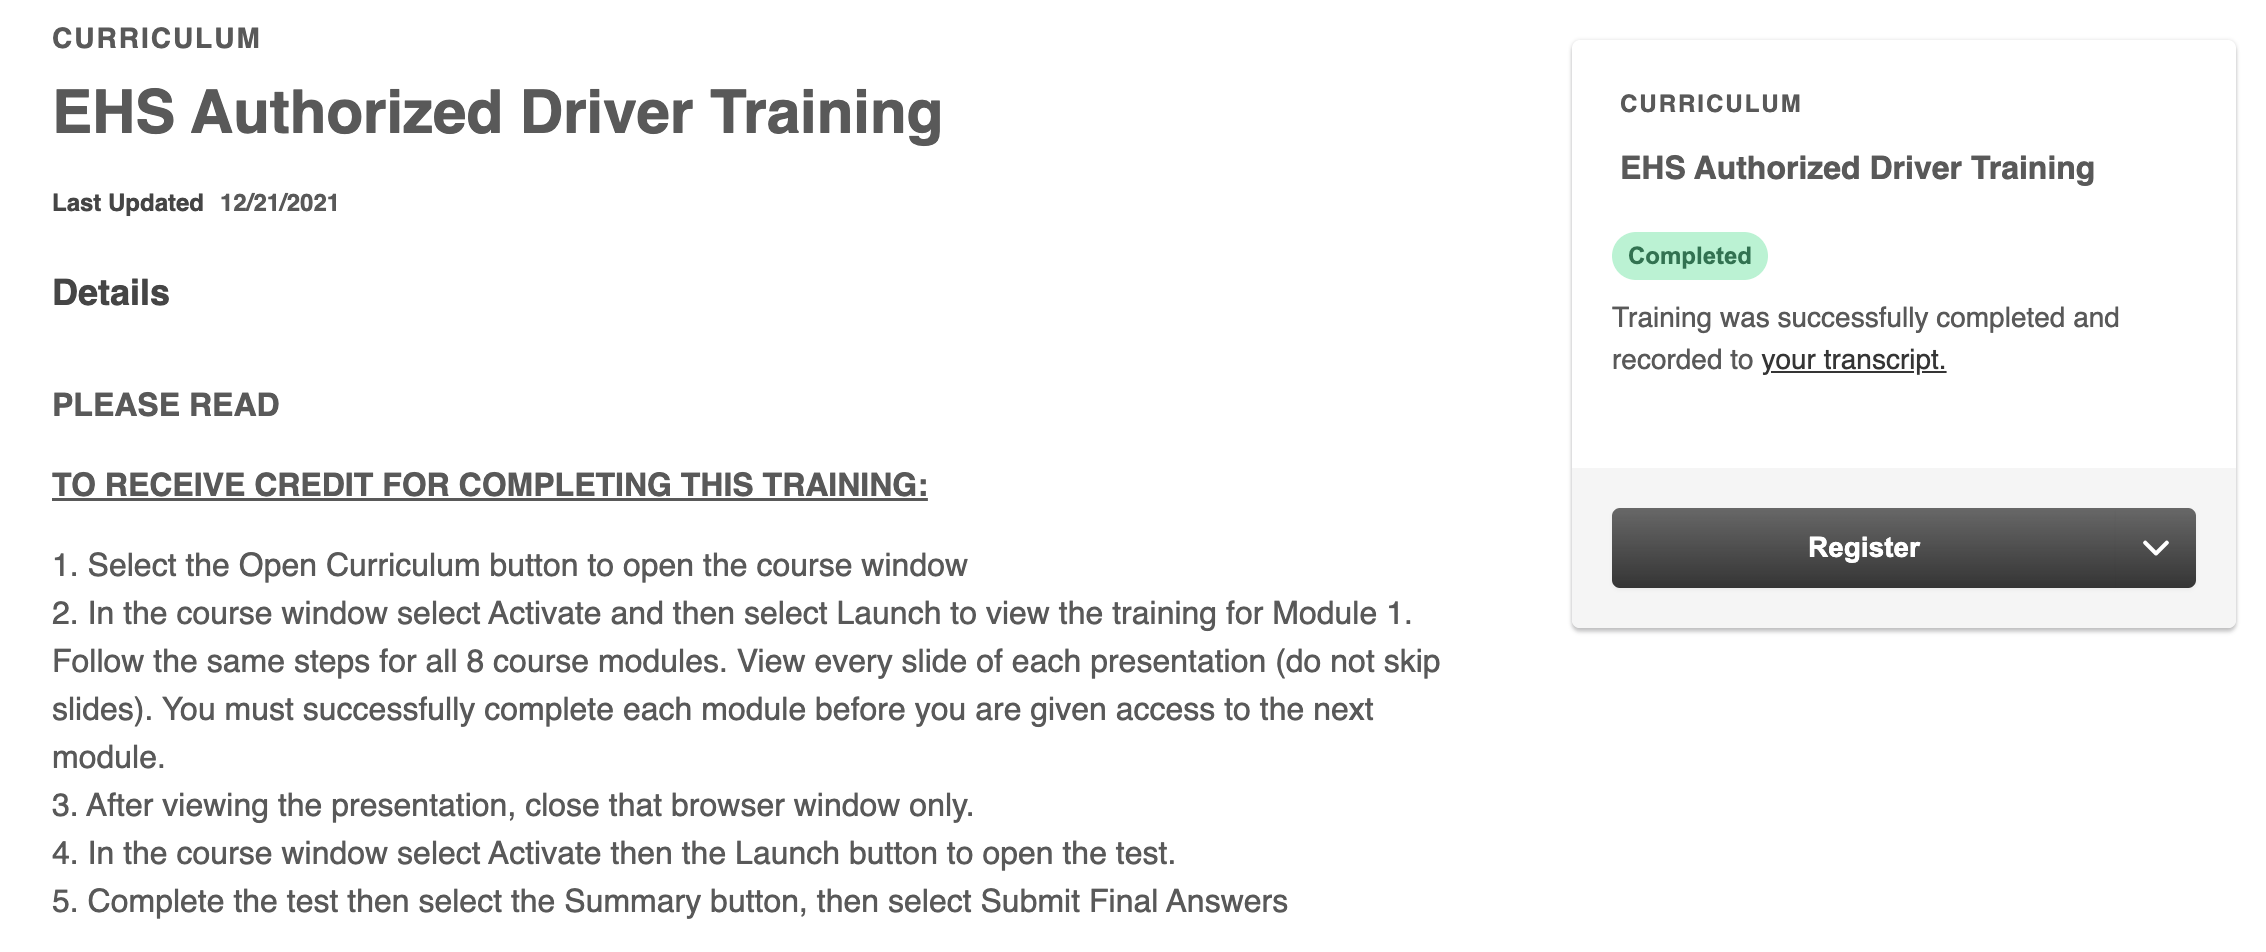 CURRICULUM
EHS Authorized Driver Training
Last Updated 12/21/2021
Details
PLEASE READ
TO RECEIVE CREDIT FOR COMPLETING THIS TRAINING:
1. Select the Open Curriculum button to open the course window
2. In the course window select Activate and then select Launch to view the training for Module 1.
Follow the same steps for all 8 course modules. View every slide of each presentation (do not skip
slides). You must successfully complete each module before you are given access to the next
module.
3. After viewing the presentation, close that browser window only.
4. In the course window select Activate then the Launch button to open the test.
5. Complete the test then select the Summary button, then select Submit Final Answers
CURRICULUM
EHS Authorized Driver Training
Completed
Training was successfully completed and
recorded to your transcript.
Register